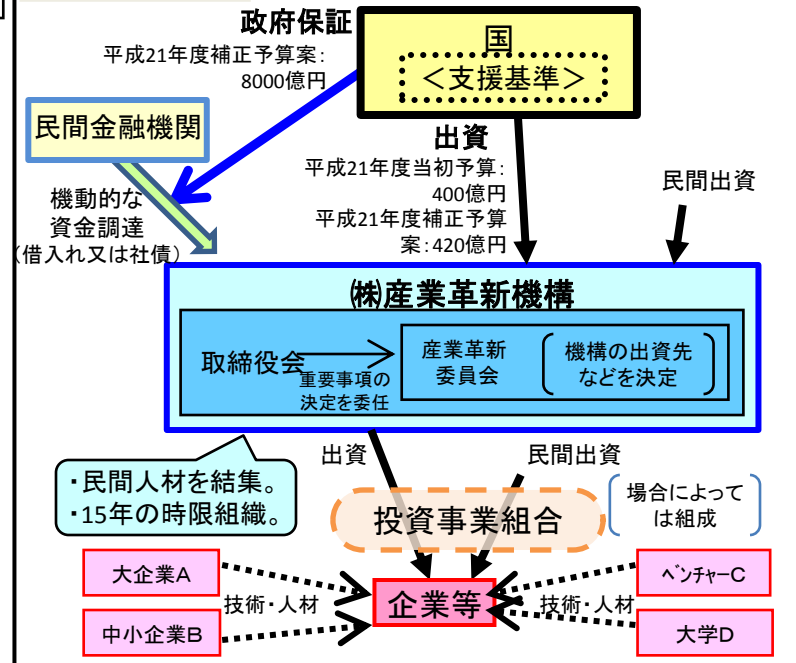 政府保証
平成21年度補正予算案：
8000億円
国
＜支援基準＞
民間金融機関
機動的な
資金調達
（借入れ又は社債）
出資
平成21年度当初予算：
400億円
平成21年度補正予算
案：420億円
民間出資
㈱産業革新機構
取締役会
重要事項の
決定を委任
産業革新
委員会
機構の出資先
などを決定
・民間人材を結集。
・15年の時限組織。
出資
民間出資
投資事業組合
場合によって
は組成
大企業A
中小企業B
技術・人材
企業等
技術・人材
ﾍﾞﾝﾁｬｰC
大学D